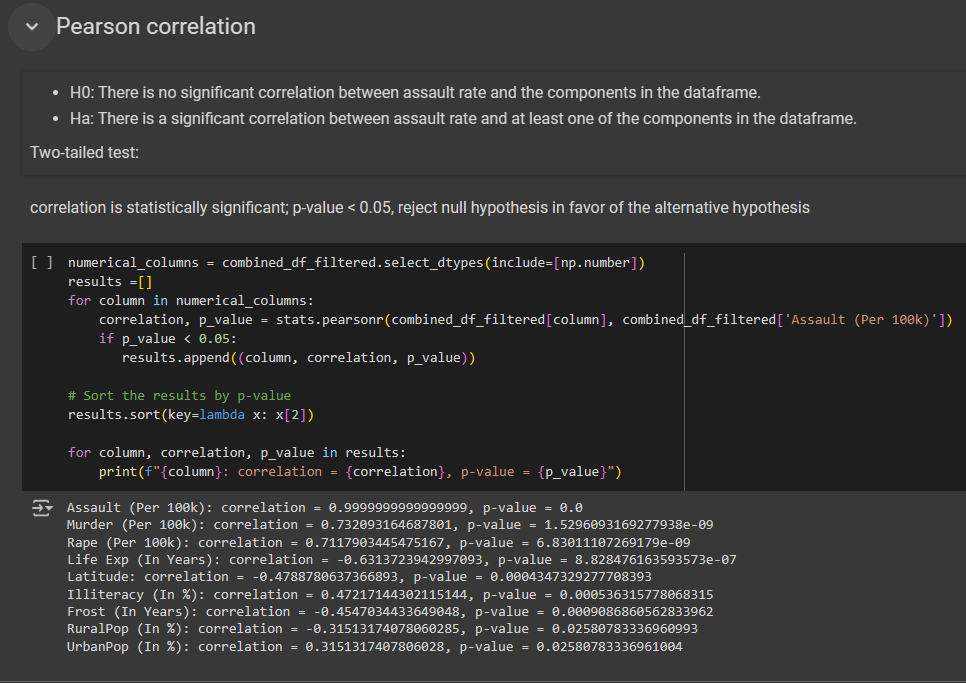 Pearson correlation
• H0: There is no significant correlation between assault rate and the components in the dataframe.
• Ha: There is a significant correlation between assault rate and at least one of the components in the dataframe.
Two-tailed test:
correlation is statistically significant; p-value < 0.05, reject null hypothesis in favor of the alternative hypothesis
[ ] numerical_columns = combined_df_filtered.select_dtypes(include=[np.number])
results =[]
for column in numerical_columns:
    correlation, p_value = stats.pearsonr(combined_df_filtered[column], combined_df_filtered['Assault (Per 100k)'])
    if p_value < 0.05:
       results.append((column, correlation, p_value))
# Sort the results by p-value
results.sort(key=lambda x: x[2])
for column, correlation, p_value in results:
    print(f"{column}: correlation = {correlation}, p-value = {p_value}")
Assault (Per 100k): correlation = 0.9999999999999999, p-value = 0.0
Murder (Per 100k): correlation = 0.732093164687801, p-value = 1.5296093169277938e-09
Rape (Per 100k): correlation = 0.7117903445475167, p-value = 6.83011107269179e-09
Life Exp (In Years): correlation = -0.6313723942997093, p-value = 8.828476163593573e-07
Latitude: correlation = -0.4788780637366893, p-value = 0.0004347329277708393
Illiteracy (In %): correlation = 0.47217144302115144, p-value = 0.000536315778068315
Frost (In Years): correlation = -0.4547034433649048, p-value = 0.0009086860562833962
RuralPop (In %): correlation = -0.31513174078060285, p-value = 0.02580783336960993
UrbanPop (In %): correlation = 0.3151317407806028, p-value = 0.02580783336961004